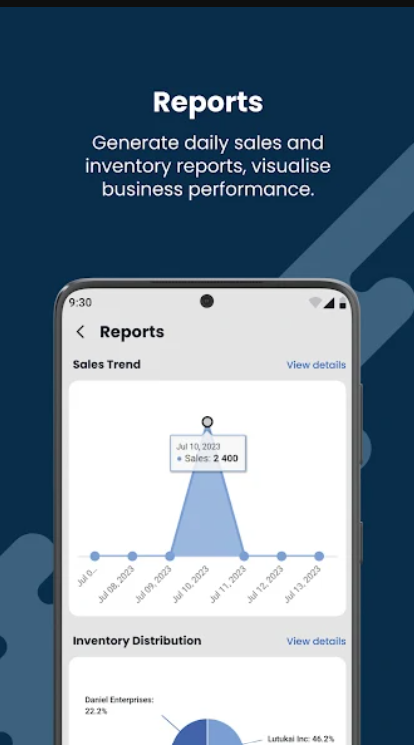 Reports
Generate daily sales and
inventory reports, visualise
business performance.
9:30
Reports
Sales Trend
View details
Jul 10, 2023
Sales: 2 400
Jul 0...
Jul 08, 2023
Jul 09, 2023
Jul 10, 2023
Jul 11, 2023
Jul 12, 2023
Jul 13, 2023
Inventory Distribution
View details
Daniel Enterprises:
22.2%
Lutukai Inc: 46.2%